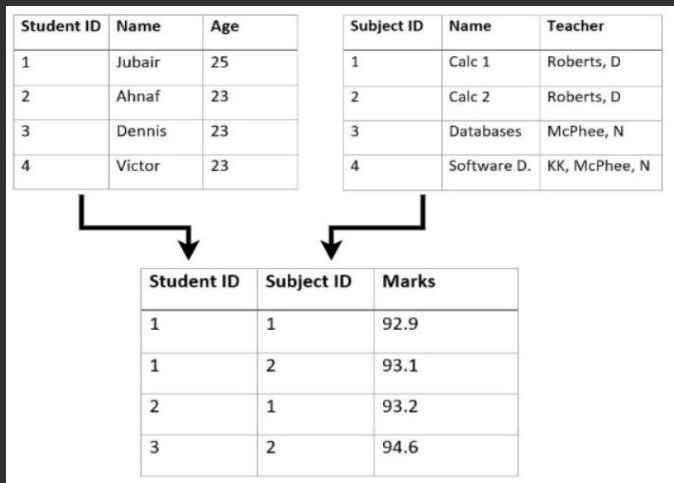 Student ID Name Age
1 Jubair 25
2 Ahnaf 23
3 Dennis 23
4 Victor 23
Subject ID Name Teacher
1 Calc 1 Roberts, D
2 Calc 2 Roberts, D
3 Databases McPhee, N
4 Software D. KK, McPhee, N
Student ID Subject ID Marks
1 1 92.9
1 2 93.1
2 1 93.2
3 2 94.6